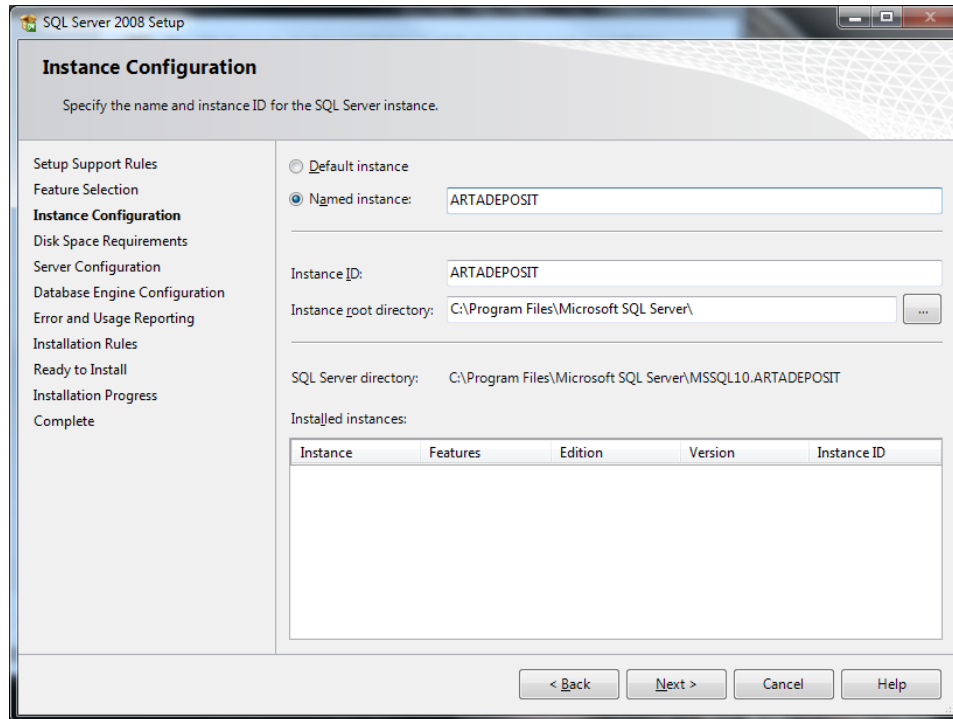 SQL Server 2008 Setup
Instance Configuration
Specify the name and instance ID for the SQL Server instance.
Setup Support Rules
Feature Selection
Instance Configuration
Disk Space Requirements
Server Configuration
Database Engine Configuration
Error and Usage Reporting
Installation Rules
Ready to Install
Installation Progress
Complete
Default instance
Named instance: ARTADEPOSIT
Instance ID: ARTADEPOSIT
Instance root directory: C:\Program Files\Microsoft SQL Server\ ...
SQL Server directory: C:\Program Files\Microsoft SQL Server\MSSQL10.ARTADEPOSIT
Installed instances:
Instance Features Edition Version Instance ID
< Back Next > Cancel Help